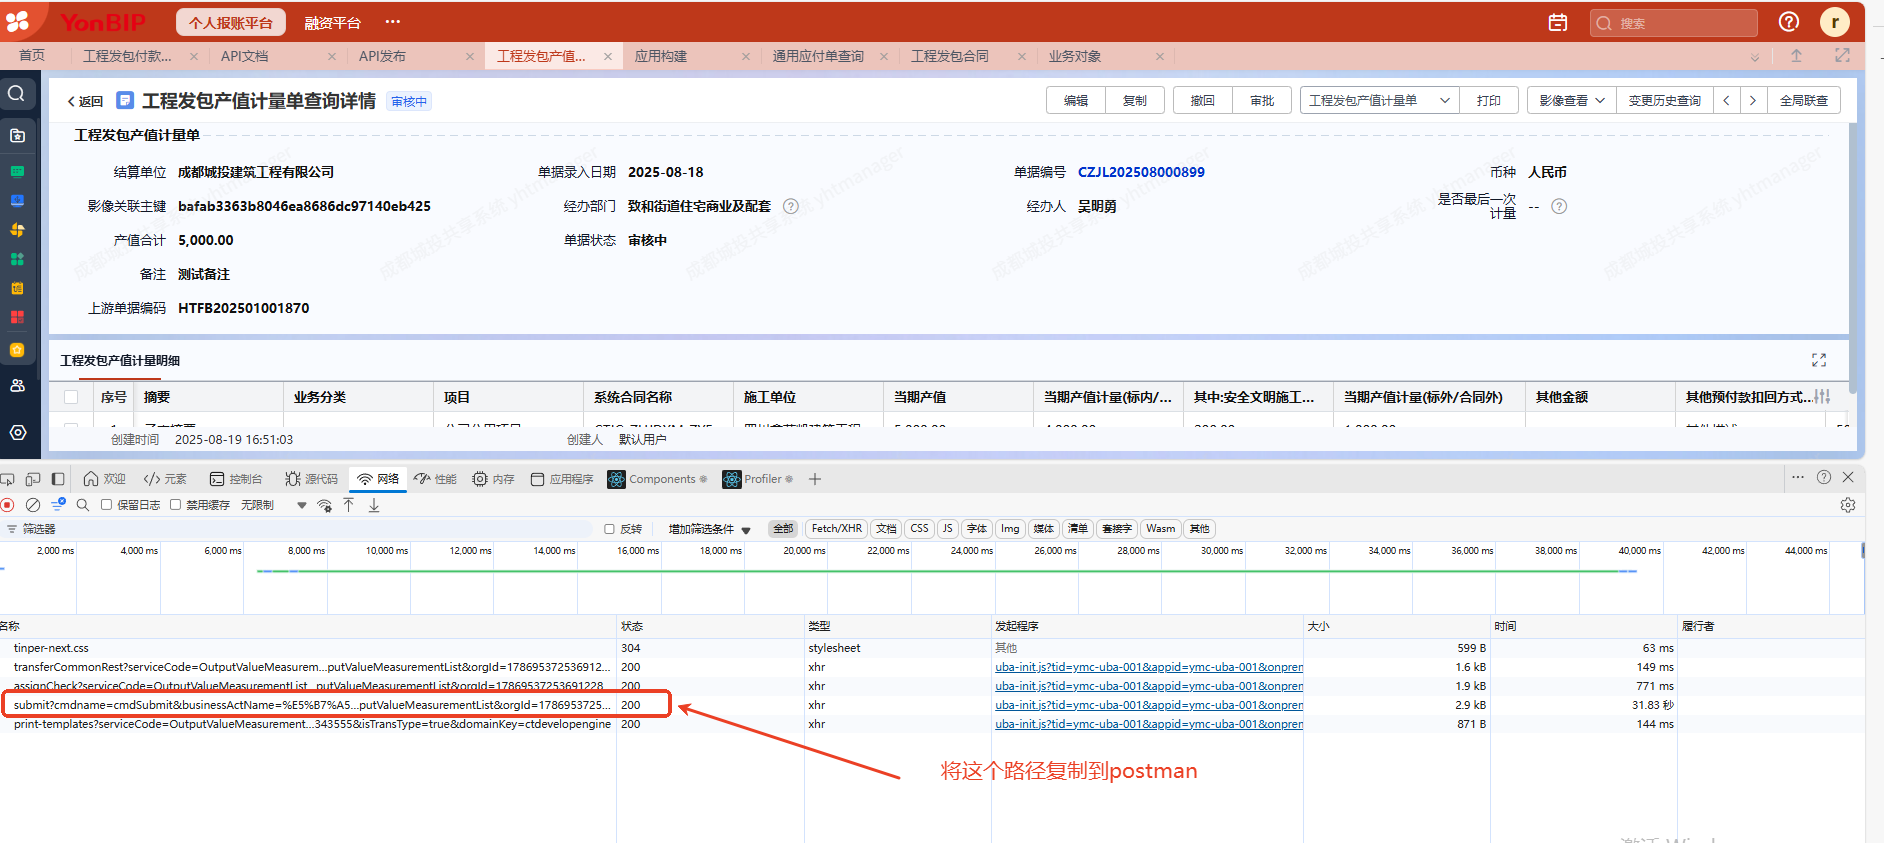 YonBIP 个人报账平台 融资平台 ··· 搜索 r
首页 工程发包付款... API文档 API发布 工程发包产值... 应用构建 通用应付单查询 工程发包合同 业务对象
返回 工程发包产值计量单查询详情 审核中 编辑 复制 撤回 审批 工程发包产值计量单 打印 影像查看 变更历史查询 全局联查
工程发包产值计量单
结算单位 成都城投建筑工程有限公司 单据录入日期 2025-08-18 单据编号 CZJL202508000899 币种 人民币
影像关联主键 bafab3363b8046ea8686dc97140eb425 经办部门 致和街道住宅商业及配套 经办人 吴明勇 是否最后一次计量 --
产值合计 5,000.00 单据状态 审核中
备注 测试备注
上游单据编码 HTFB202501001870
成都城投共享系统 yhtmanager
工程发包产值计量明细
序号 摘要 业务分类 项目 系统合同名称 施工单位 当期产值 当期产值计量(标内/... 其中:安全文明施工... 当期产值计量(标外/合同外) 其他金额 其他预付款扣回方式...
创建时间 2025-08-19 16:51:03 创建人 默认用户
欢迎 元素 控制台 源代码 网络 性能 内存 应用程序 Components Profiler
保留日志 禁用缓存 无限制
筛选器 反转 增加筛选条件 全部 Fetch/XHR 文档 CSS JS 字体 Img 媒体 清单 套接字 Wasm 其他
2,000 ms 4,000 ms 6,000 ms 8,000 ms 10,000 ms 12,000 ms 14,000 ms 16,000 ms 18,000 ms 20,000 ms 22,000 ms 24,000 ms 26,000 ms 28,000 ms 30,000 ms 32,000 ms 34,000 ms 36,000 ms 38,000 ms 40,000 ms 42,000 ms 44,000 ms
名称 状态 类型 发起程序 大小 时间 履行者
tinper-next.css 304 stylesheet 其他 599 B 63 ms
transferCommonRest?serviceCode=OutputValueMeasurem...putValueMeasurementList&orgId=178695372536912... 200 xhr uba-init.js?tid=ymc-uba-001&appid=ymc-uba-001&onprem 1.6 kB 149 ms
assignCheck?serviceCode=OutputValueMeasurementList...putValueMeasurementList&orgId=17869537253691228 200 xhr uba-init.js?tid=ymc-uba-001&appid=ymc-uba-001&onprem 1.9 kB 771 ms
submit?cmdname=cmdSubmit&businessActName=%E5%B7%A5...putValueMeasurementList&orgId=1786953725... 200 xhr uba-init.js?tid=ymc-uba-001&appid=ymc-uba-001&onprem 2.9 kB 31.83 秒
print-templates?serviceCode=OutputValueMeasurement...343555&isTransType=true&domainKey=ctdevelopengine 200 xhr uba-init.js?tid=ymc-uba-001&appid=ymc-uba-001&onprem 871 B 144 ms
将这个路径复制到postman